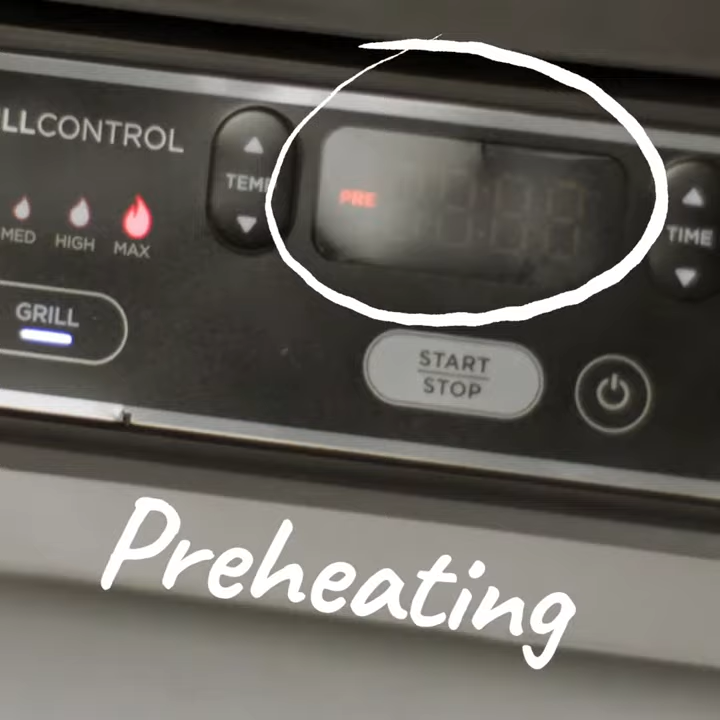 LLCONTROL
TEMP
PRE
TIME
MED HIGH MAX
GRILL
START
STOP
Preheating